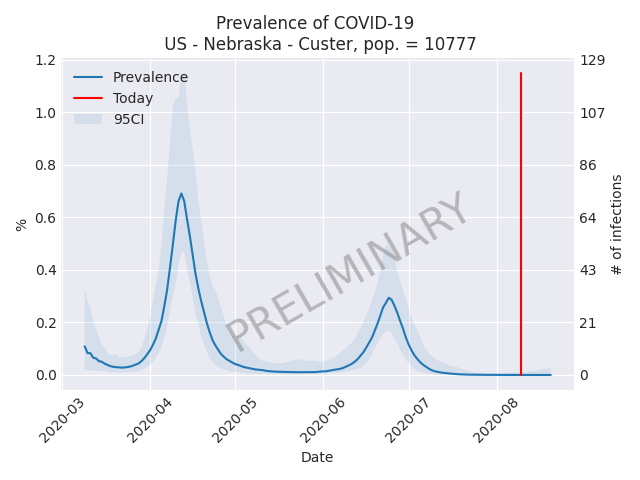 Prevalence of COVID-19
US - Nebraska - Custer, pop. = 10777
Prevalence
Today
95CI
1.2
1.0
0.8
0.6
0.4
0.2
0.0
%
129
107
86
64
43
21
0
# of infections
PRELIMINARY
2020-03
2020-04
2020-05
2020-06
2020-07
2020-08
Date